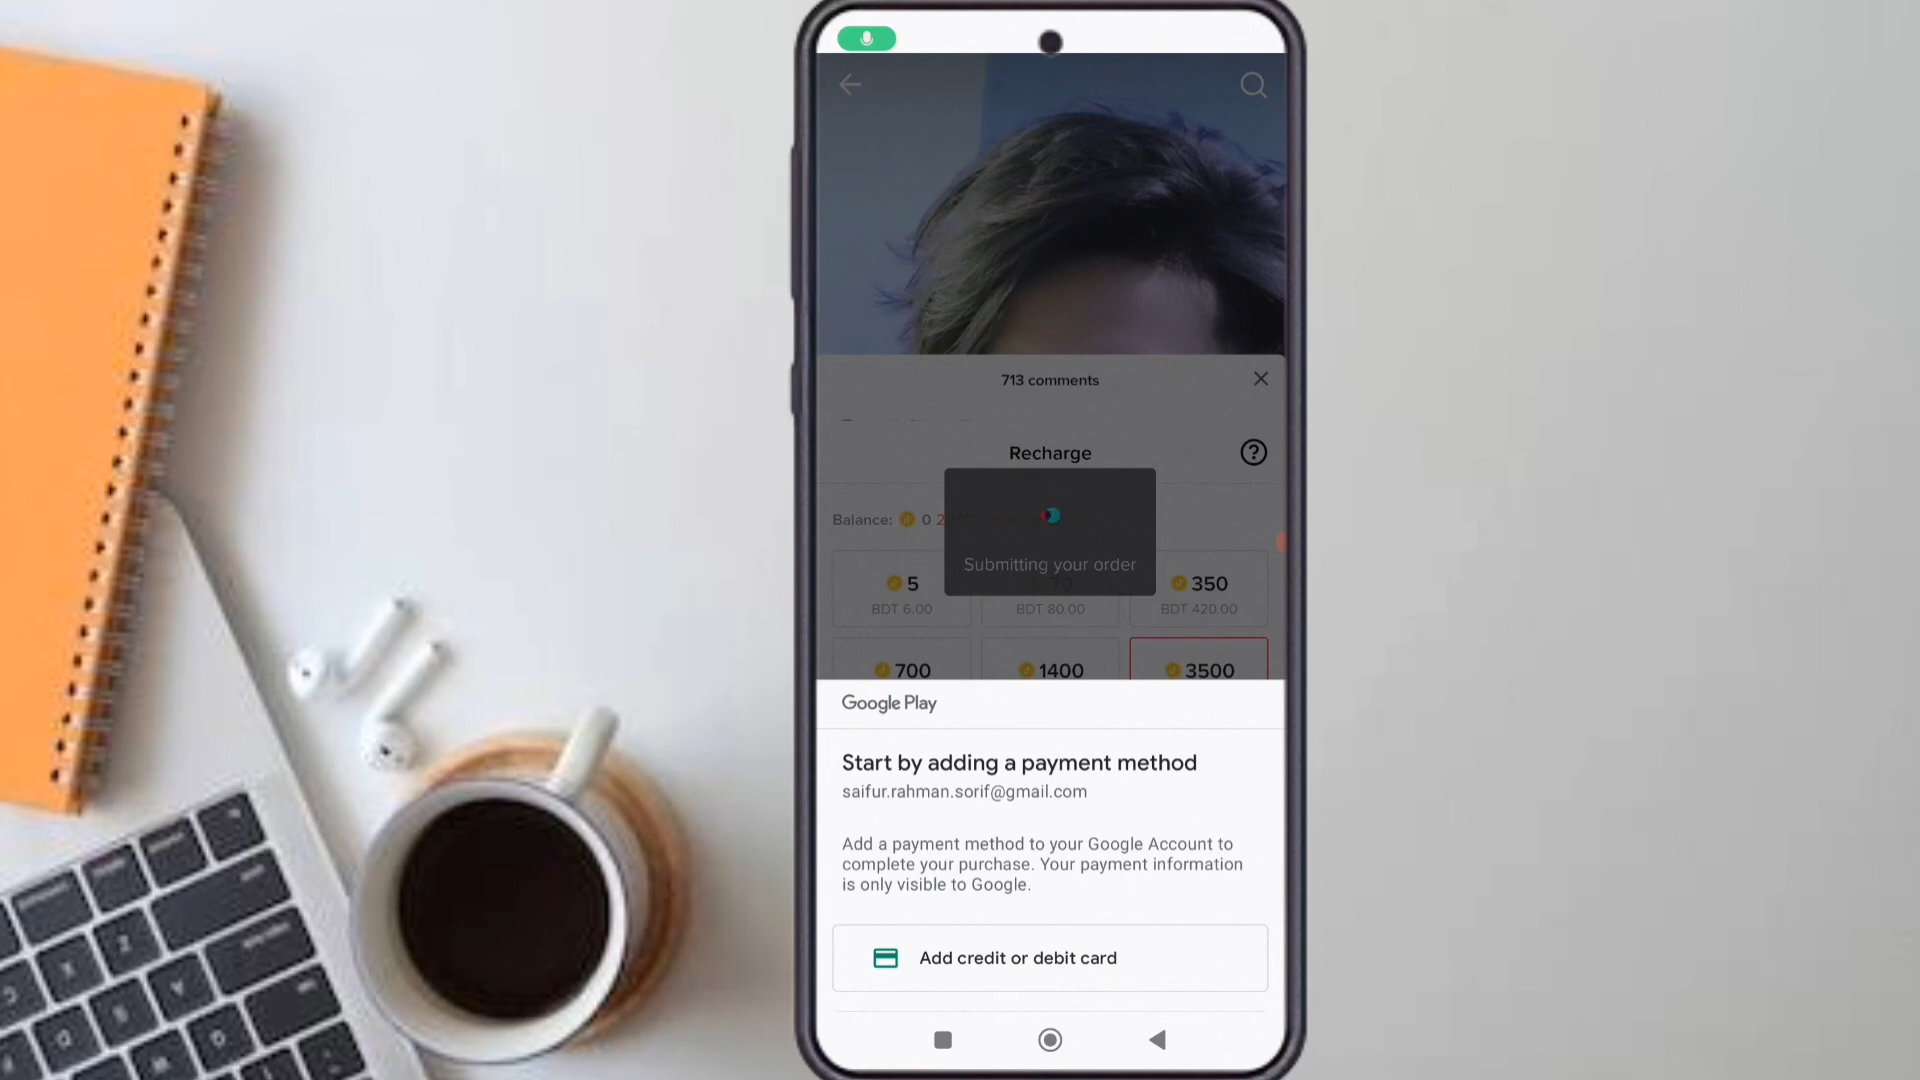 713 comments
Recharge
Balance: 0
Submitting your order
5
350
BDT 6.00
BDT 80.00
BDT 420.00
700
1400
3500
Google Play
Start by adding a payment method
saifur.rahman.sorif@gmail.com
Add a payment method to your Google Account to
complete your purchase. Your payment information
is only visible to Google.
Add credit or debit card